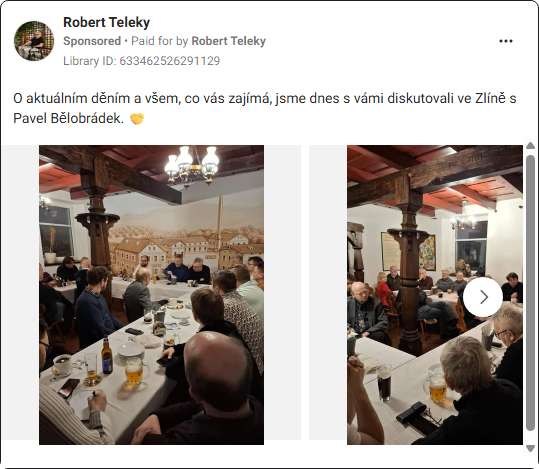 Robert Teleky
Sponsored • Paid for by Robert Teleky
Library ID: 633462526291129
O aktuálním děním a všem, co vás zajímá, jsme dnes s vámi diskutovali ve Zlíně s
Pavel Bělobrádek. 🤝